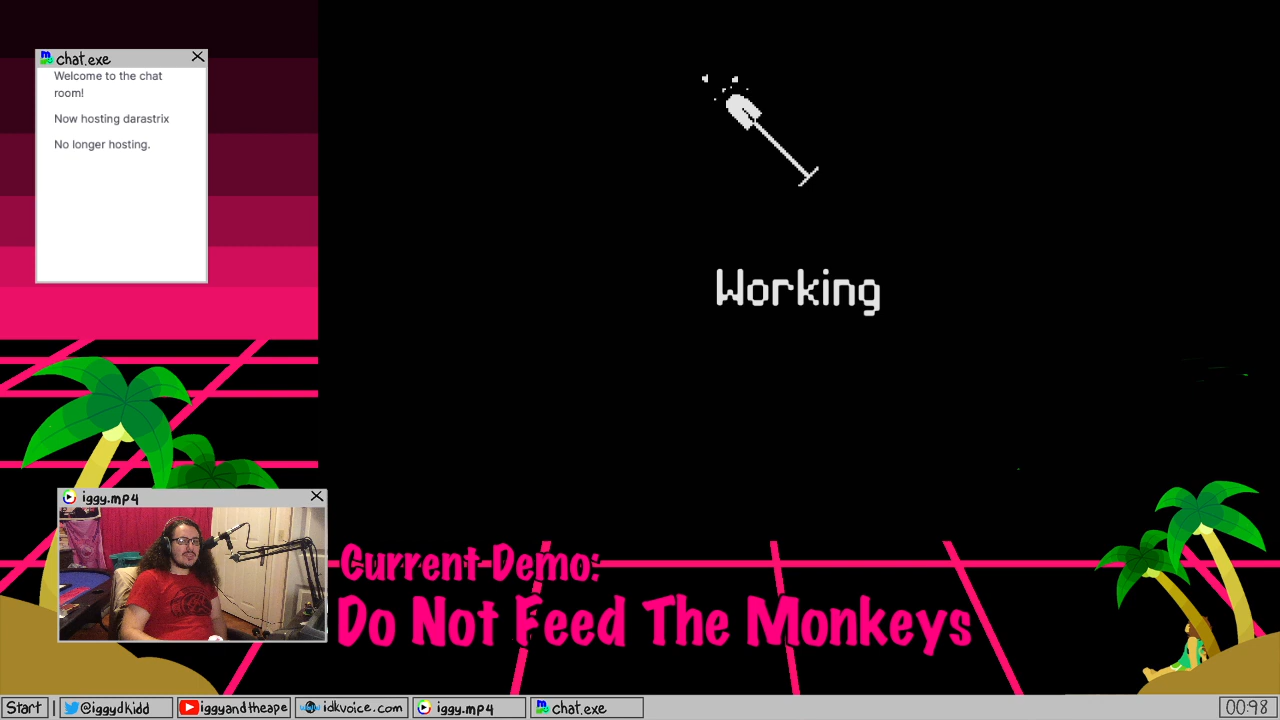 chat.exe
Welcome to the chat
room!
Now hosting darastrix
No longer hosting.
Working
iggy.mp4
Current Demo:
Do Not Feed The Monkeys
Start | @iggydkidd iggyandtheape idkvoice.com iggy.mp4 chat.exe 00:98